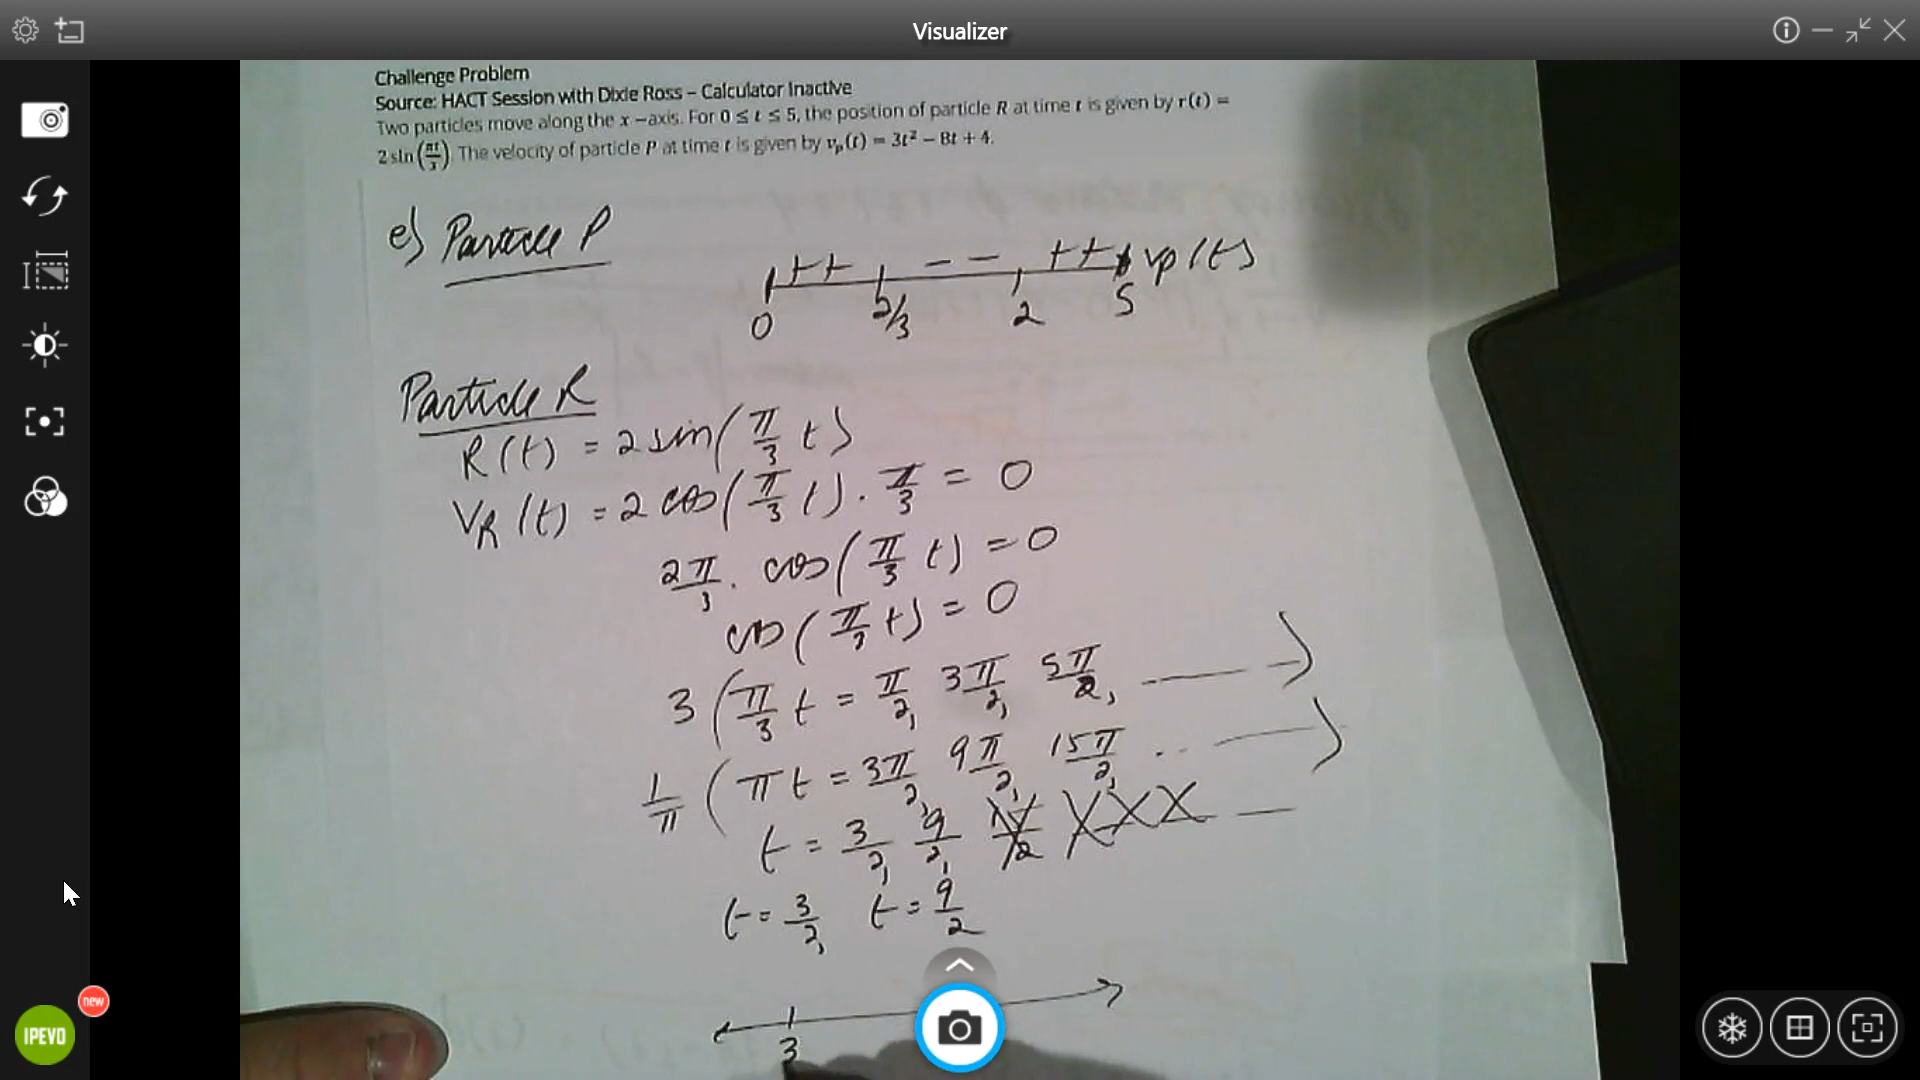 Visualizer
Challenge Problem
Source: HACT Session with Dixie Ross – Calculator Inactive
Two particles move along the x –axis. For 0 ≤ t ≤ 5, the position of particle R at time t is given by r(t) =
2 sin(πt/3). The velocity of particle P at time t is given by vₚ(t) = 3t² – 8t + 4.
e) Particle P
++ -- ++ vp(t)
0 2/3 2 5
Particle R
R(t) = 2 sin(π/3 t)
VR(t) = 2 cos(π/3 t) · π/3 = 0
2π/3 · cos(π/3 t) = 0
cos(π/3 t) = 0
3 (π/3 t = π/2, 3π/2, 5π/2, → )
1/π (πt = 3π/2, 9π/2, 15π/2, .. → )
t = 3/2, 9/2,
t = 3/2, t = 9/2
3
new
IPEVO